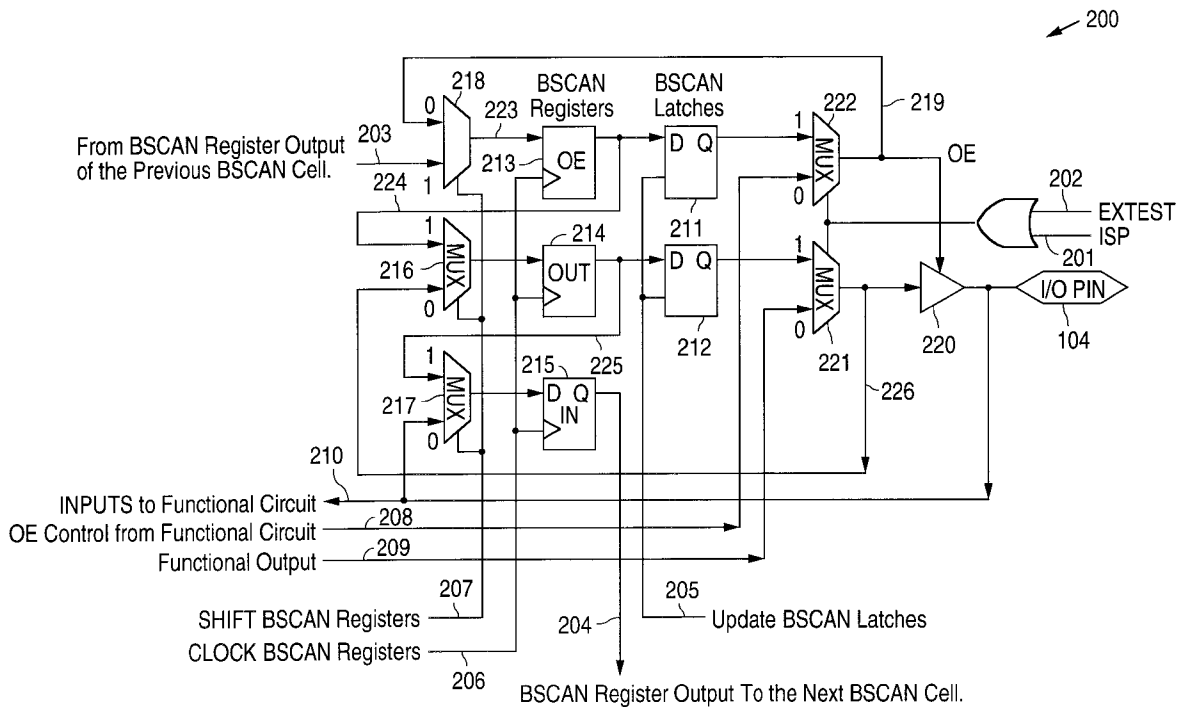 200
BSCAN
Registers
BSCAN
Latches
218
0
223
222
219
203
From BSCAN Register Output
of the Previous BSCAN Cell.
213
OE
D Q
1
MUX
OE
1
224
0
211
202
EXTEST
ISP
201
1
216
MUX
0
214
OUT
D Q
1
MUX
0
I/O PIN
1
225
212
221
220
104
217
MUX
0
215
D Q
IN
226
210
INPUTS to Functional Circuit
OE Control from Functional Circuit
208
Functional Output
209
207
SHIFT BSCAN Registers
204
205
Update BSCAN Latches
CLOCK BSCAN Registers
206
BSCAN Register Output To the Next BSCAN Cell.